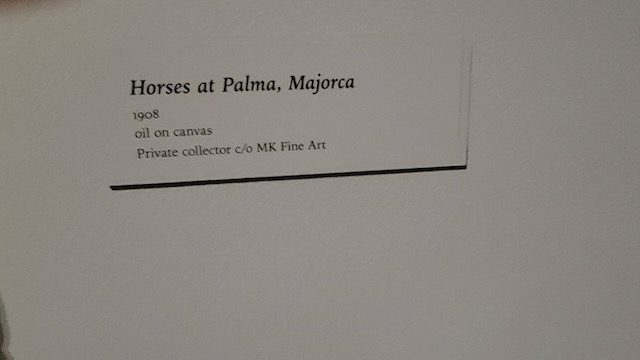 Horses at Palma, Majorca
1908
oil on canvas
Private collector c/o MK Fine Art